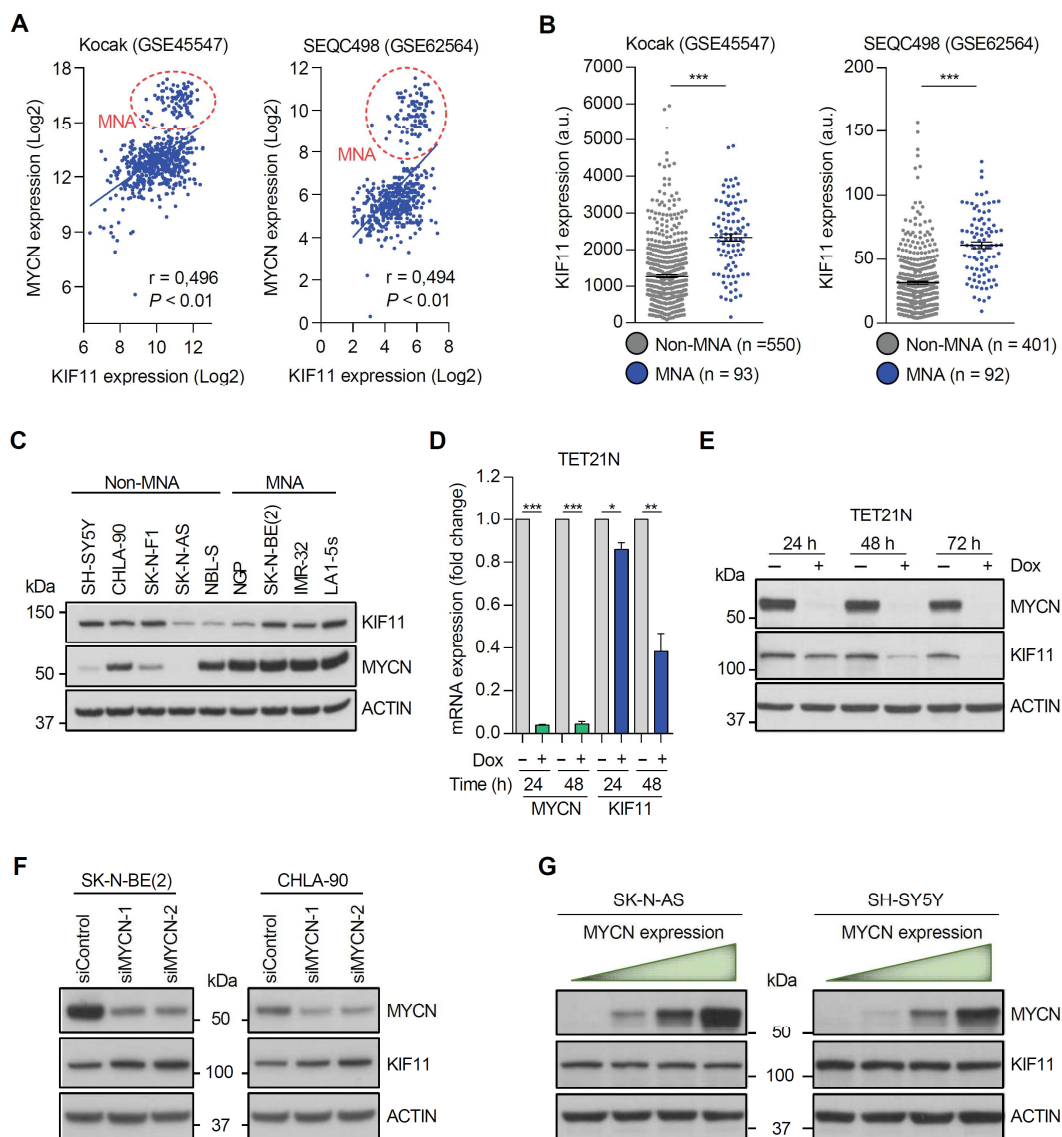 A
Kocak (GSE45547)
SEQC498 (GSE62564)
MYCN expression (Log2)
18
15
12
9
6
MNA
r = 0,496
P < 0.01
6 8 10 12
KIF11 expression (Log2)
MYCN expression (Log2)
12
10
8
6
4
2
0
MNA
r = 0,494
P < 0.01
0 2 4 6 8
KIF11 expression (Log2)
B
Kocak (GSE45547)
SEQC498 (GSE62564)
KIF11 expression (a.u.)
7000
6000
5000
4000
3000
2000
1000
0
***
Non-MNA (n =550)
MNA (n = 93)
KIF11 expression (a.u.)
200
150
100
50
0
***
Non-MNA (n = 401)
MNA (n = 92)
C
Non-MNA MNA
kDa
SH-SY5Y
CHLA-90
SK-N-F1
SK-N-AS
NBL-S
NGP
SK-N-BE(2)
IMR-32
LA1-5s
150
KIF11
50
MYCN
37
ACTIN
D
TET21N
mRNA expression (fold change)
1.2
1.0
0.8
0.6
0.4
0.2
0.0
*** *** * **
Dox – + – + – + – +
Time (h) 24 48 24 48
MYCN KIF11
E
TET21N
24 h 48 h 72 h
kDa – + – + – + Dox
50
MYCN
100
KIF11
37
ACTIN
F
SK-N-BE(2) CHLA-90
siControl
siMYCN-1
siMYCN-2
kDa
siControl
siMYCN-1
siMYCN-2
50
MYCN
100
KIF11
37
ACTIN
G
SK-N-AS SH-SY5Y
MYCN expression MYCN expression
kDa
50
MYCN
100
KIF11
37
ACTIN